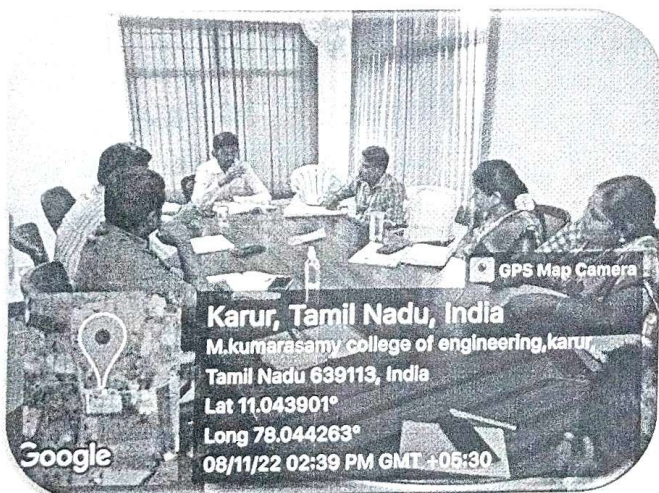 GPS Map Camera
Karur, Tamil Nadu, India
M.kumarasamy college of engineering,karur,
Tamil Nadu 639113, India
Lat 11.043901°
Long 78.044263°
08/11/22 02:39 PM GMT +05:30
Google